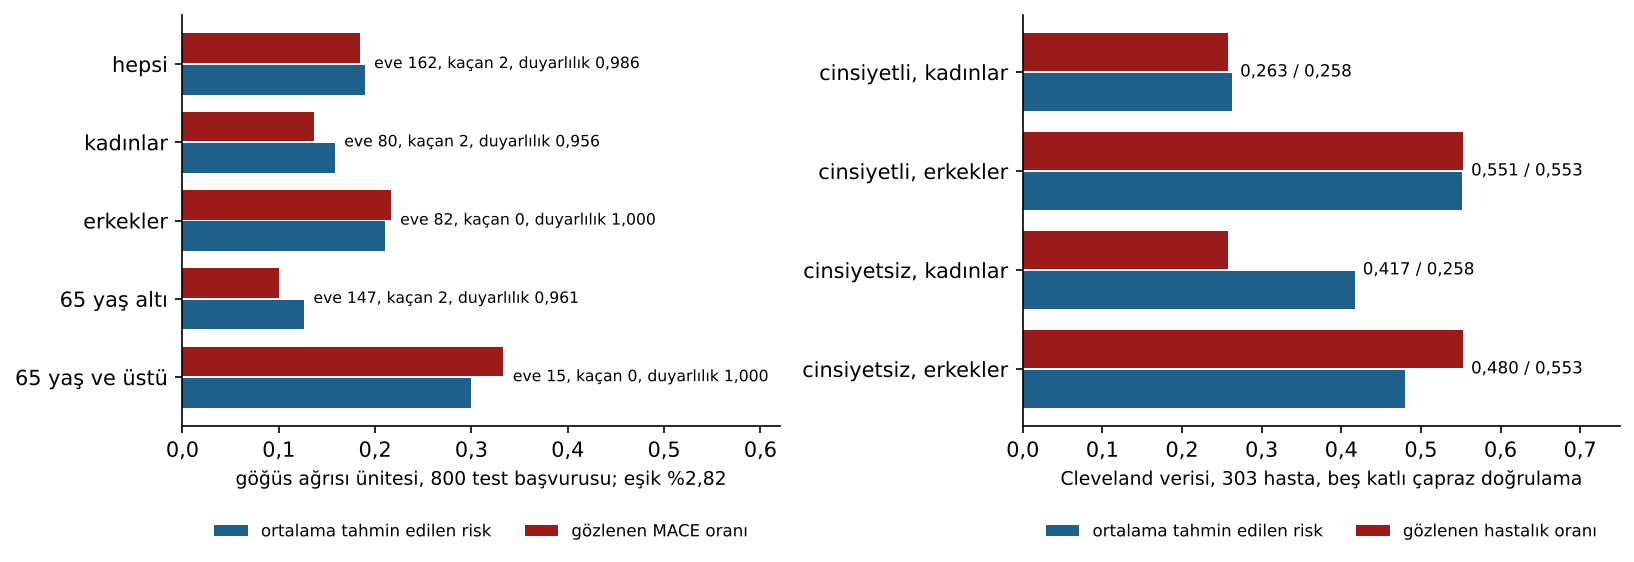 hepsi
eve 162, kaçan 2, duyarlılık 0,986
kadınlar
eve 80, kaçan 2, duyarlılık 0,956
erkekler
eve 82, kaçan 0, duyarlılık 1,000
65 yaş altı
eve 147, kaçan 2, duyarlılık 0,961
65 yaş ve üstü
eve 15, kaçan 0, duyarlılık 1,000
0,0 0,1 0,2 0,3 0,4 0,5 0,6
göğüs ağrısı ünitesi, 800 test başvurusu; eşik %2,82
ortalama tahmin edilen risk gözlenen MACE oranı
cinsiyetli, kadınlar
0,263 / 0,258
cinsiyetli, erkekler
0,551 / 0,553
cinsiyetsiz, kadınlar
0,417 / 0,258
cinsiyetsiz, erkekler
0,480 / 0,553
0,0 0,1 0,2 0,3 0,4 0,5 0,6 0,7
Cleveland verisi, 303 hasta, beş katlı çapraz doğrulama
ortalama tahmin edilen risk gözlenen hastalık oranı